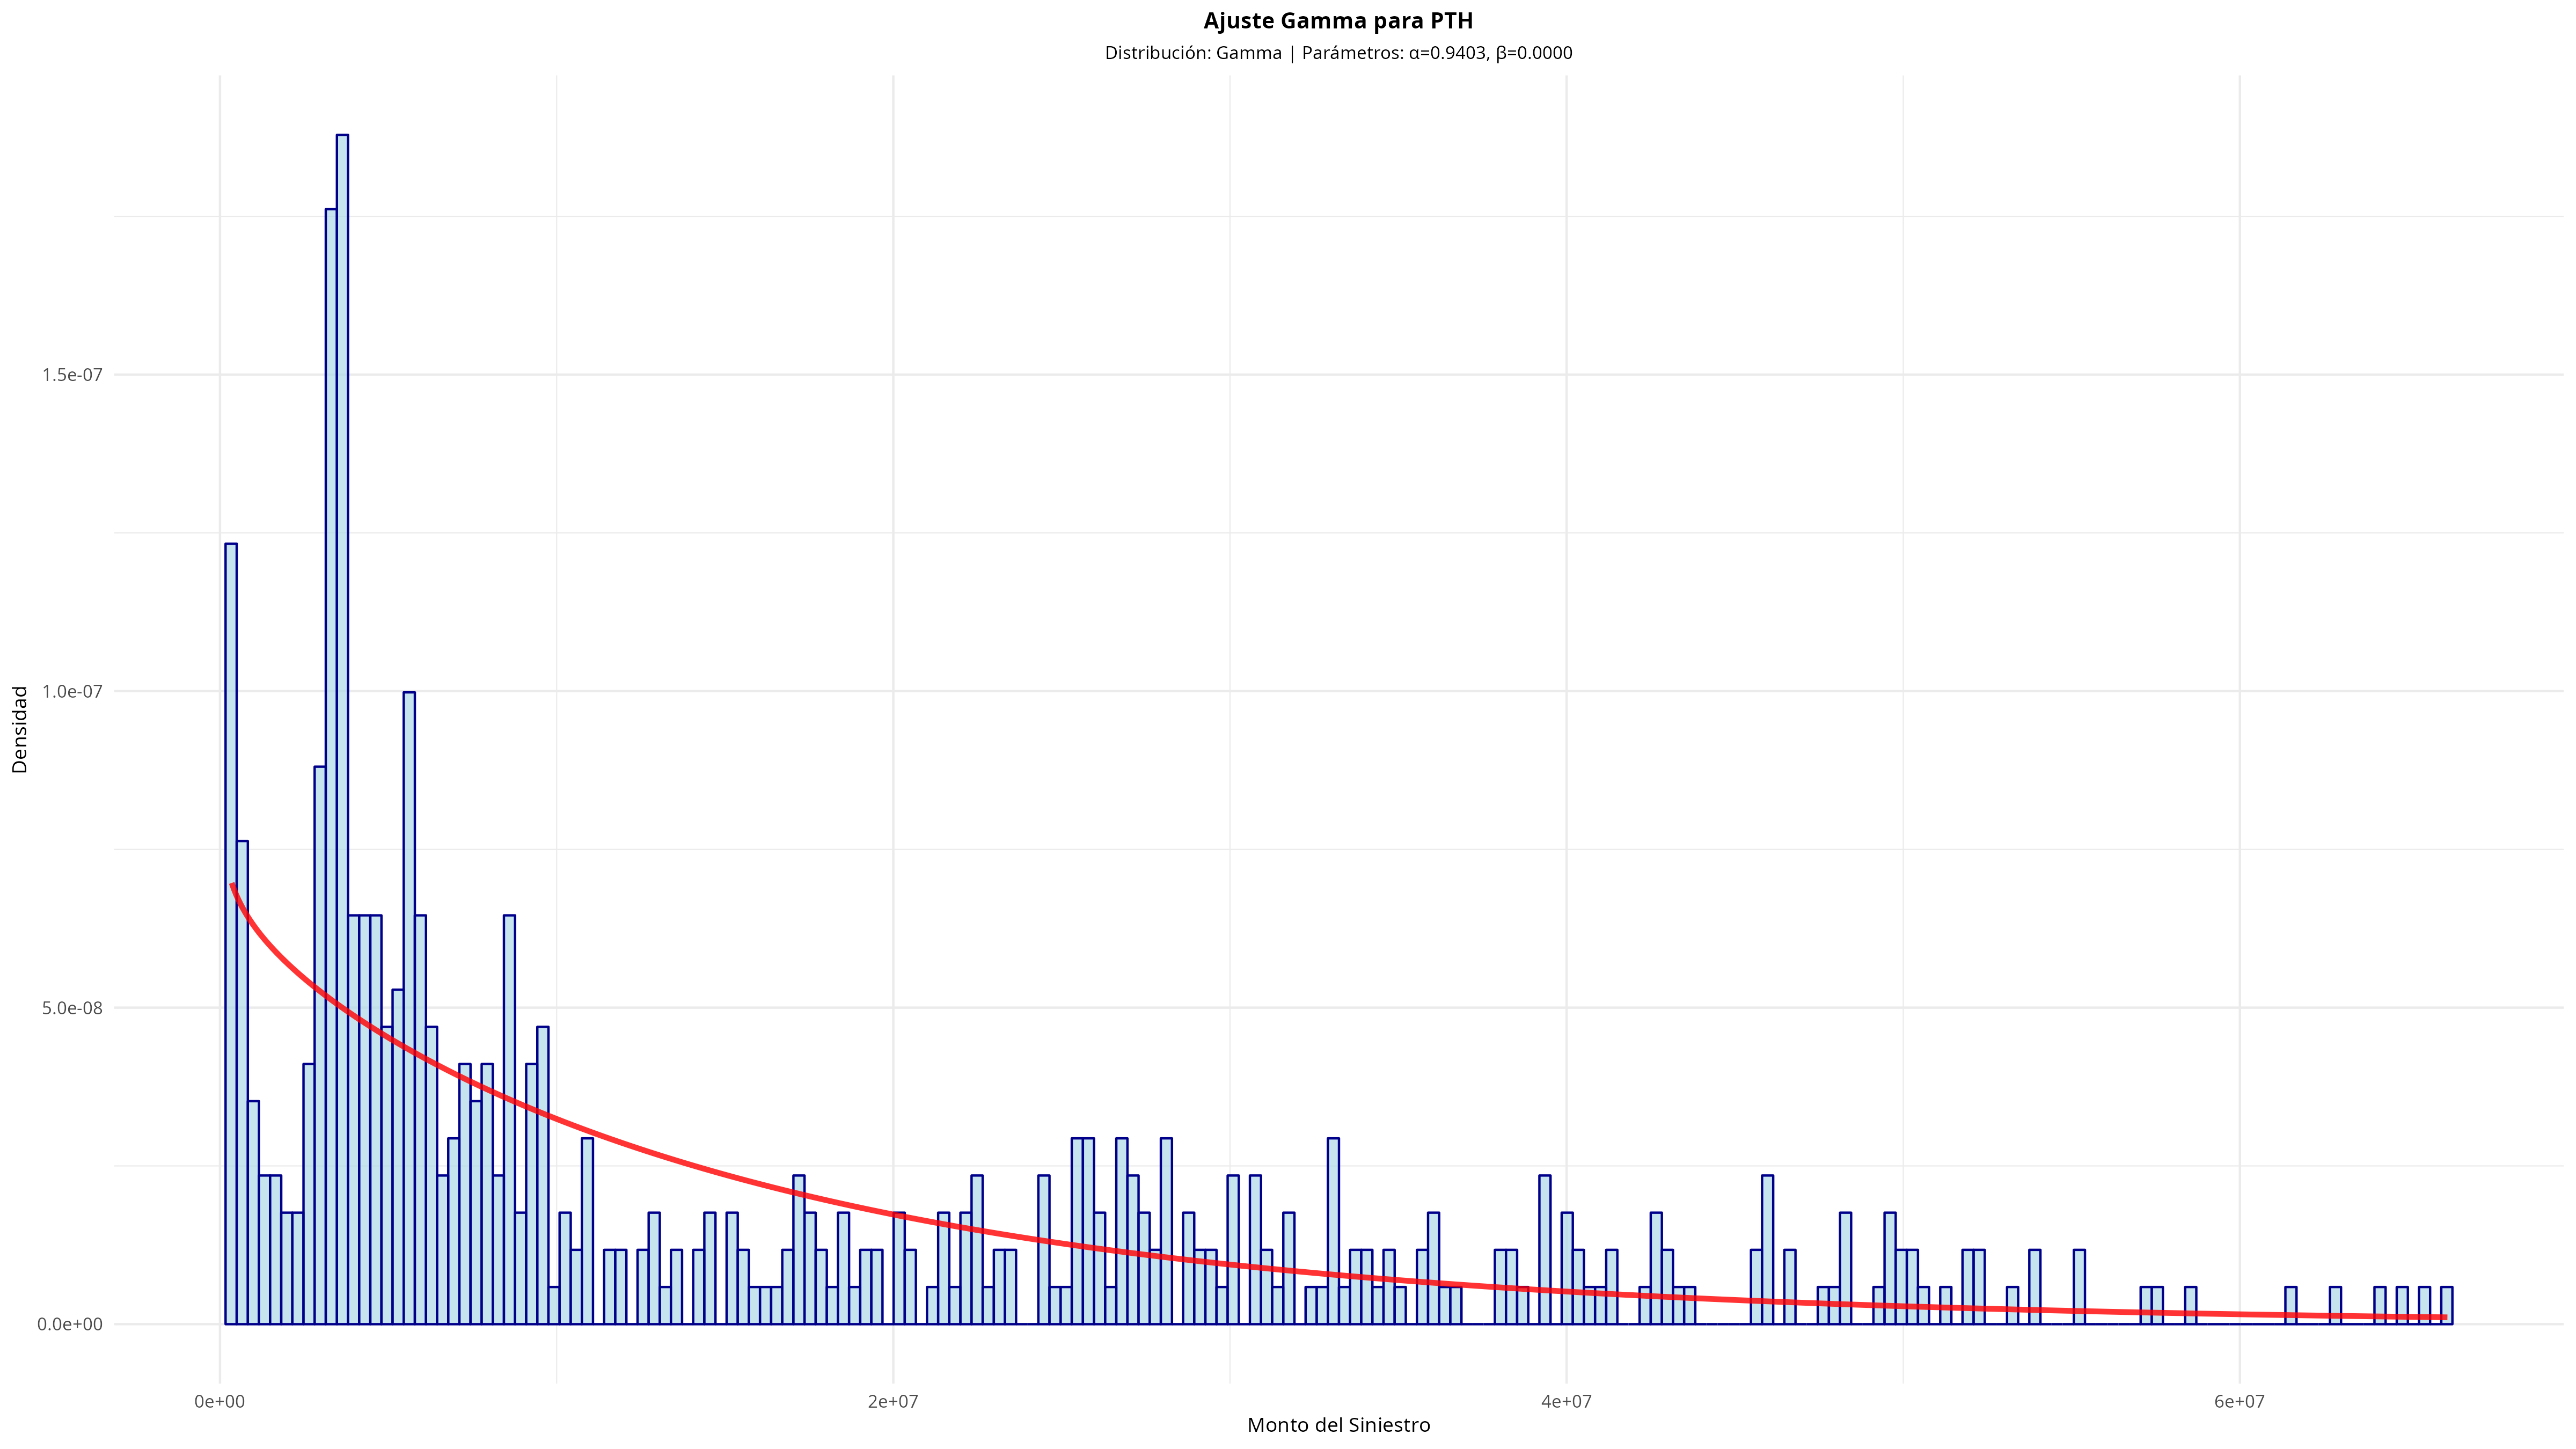 Ajuste Gamma para PTH
Distribución: Gamma | Parámetros: α=0.9403, β=0.0000
Densidad
1.5e-07
1.0e-07
5.0e-08
0.0e+00
0e+00 2e+07 4e+07 6e+07
Monto del Siniestro